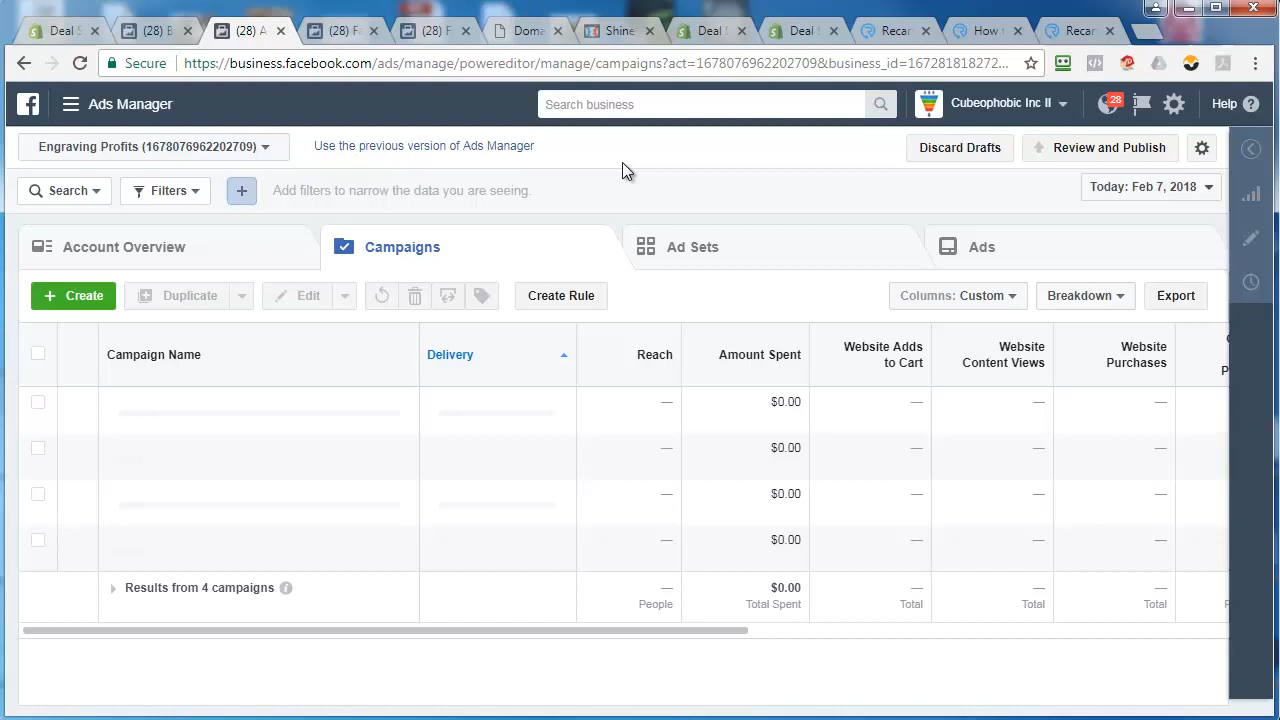 Deal S
(28) B
(28) A
(28) F
(28) F
Doma
Shine
Deal S
Deal S
Recar
How t
Recar
Secure
https://business.facebook.com/ads/manage/powereditor/manage/campaigns?act=1678076962202709&business_id=167281818272...
Ads Manager
Search business
Cubeophobic Inc II
28
Help
Engraving Profits (1678076962202709)
Use the previous version of Ads Manager
Discard Drafts
Review and Publish
Search
Filters
Add filters to narrow the data you are seeing.
Today: Feb 7, 2018
Account Overview
Campaigns
Ad Sets
Ads
+ Create
Duplicate
Edit
Create Rule
Columns: Custom
Breakdown
Export
Campaign Name
Delivery
Reach
Amount Spent
Website Adds
to Cart
Website
Content Views
Website
Purchases
— $0.00 — — —
— $0.00 — — —
— $0.00 — — —
— $0.00 — — —
Results from 4 campaigns
— $0.00 — — —
People
Total Spent
Total
Total
Total